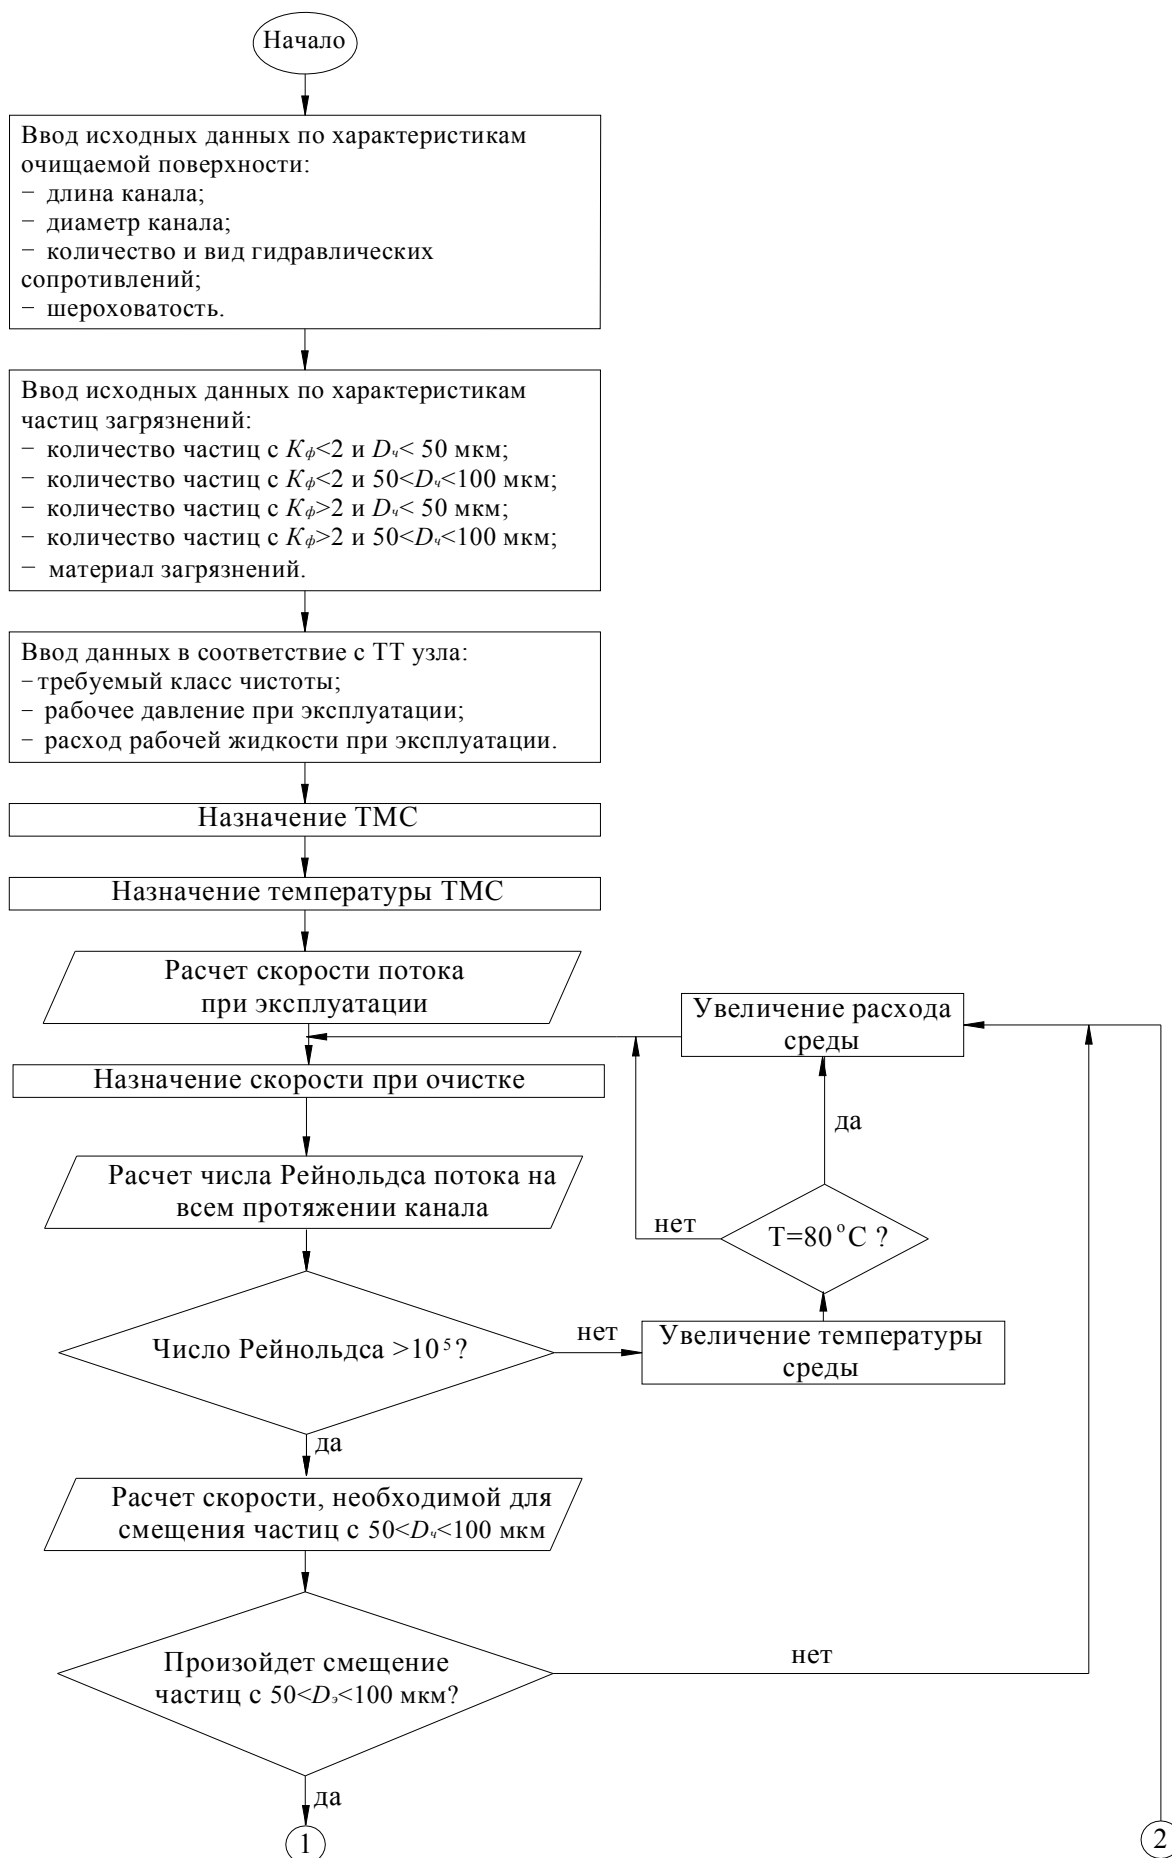 Начало
Ввод исходных данных по характеристикам
очищаемой поверхности:
− длина канала;
− диаметр канала;
− количество и вид гидравлических
сопротивлений;
− шероховатость.
Ввод исходных данных по характеристикам
частиц загрязнений:
− количество частиц с Kф<2 и Dч< 50 мкм;
− количество частиц с Kф<2 и 50<Dч<100 мкм;
− количество частиц с Kф>2 и Dч< 50 мкм;
− количество частиц с Kф>2 и 50<Dч<100 мкм;
− материал загрязнений.
Ввод данных в соответствие с ТТ узла:
−требуемый класс чистоты;
− рабочее давление при эксплуатации;
− расход рабочей жидкости при эксплуатации.
Назначение ТМС
Назначение температуры ТМС
Расчет скорости потока
при эксплуатации
Увеличение расхода
среды
Назначение скорости при очистке
да
Расчет числа Рейнольдса потока на
всем протяжении канала
нет
T=80 °C ?
Число Рейнольдса >10⁵?
нет
Увеличение температуры
среды
да
Расчет скорости, необходимой для
смещения частиц с 50<Dч<100 мкм
Произойдет смещение
частиц с 50<Dэ<100 мкм?
нет
да
1
2